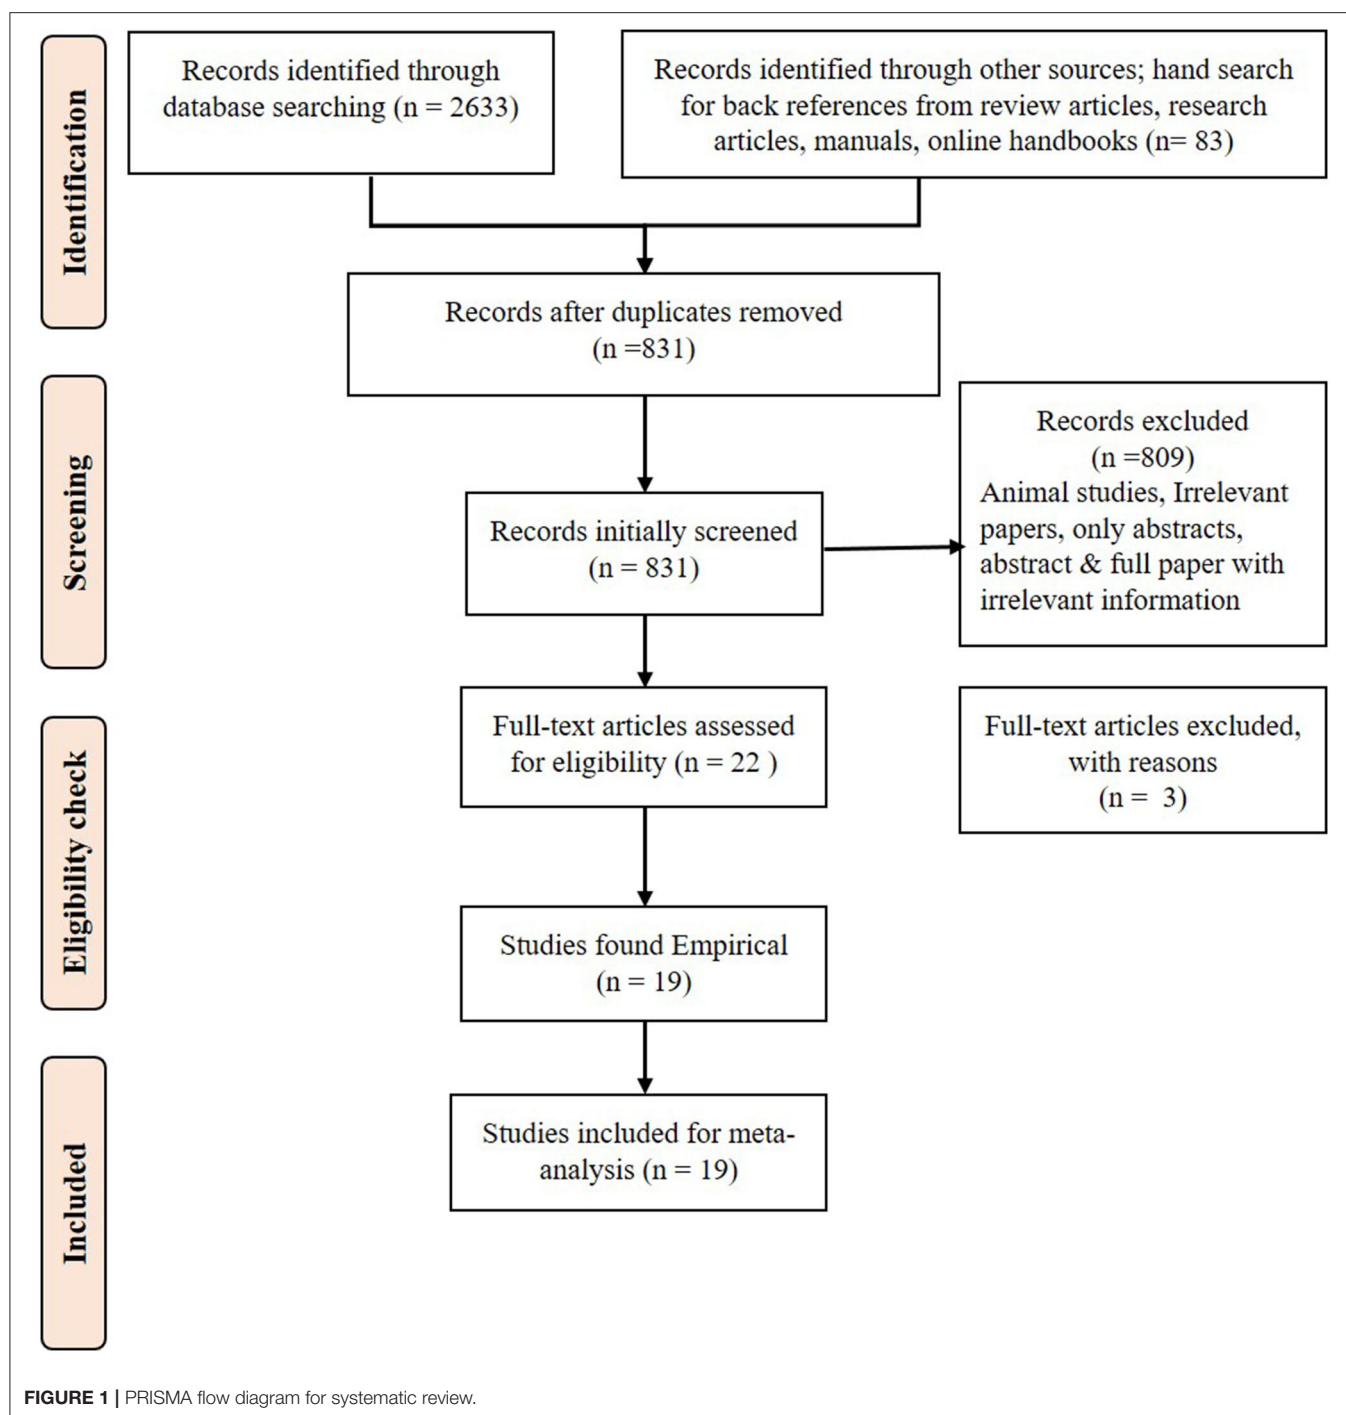 Identification
Records identified through
database searching (n = 2633)
Records identified through other sources; hand search
for back references from review articles, research
articles, manuals, online handbooks (n= 83)
Records after duplicates removed
(n =831)
Screening
Records initially screened
(n = 831)
Records excluded
(n =809)
Animal studies, Irrelevant
papers, only abstracts,
abstract & full paper with
irrelevant information
Eligibility check
Full-text articles assessed
for eligibility (n = 22 )
Full-text articles excluded,
with reasons
(n =  3)
Studies found Empirical
(n = 19)
Included
Studies included for meta-
analysis (n = 19)
FIGURE 1 | PRISMA flow diagram for systematic review.